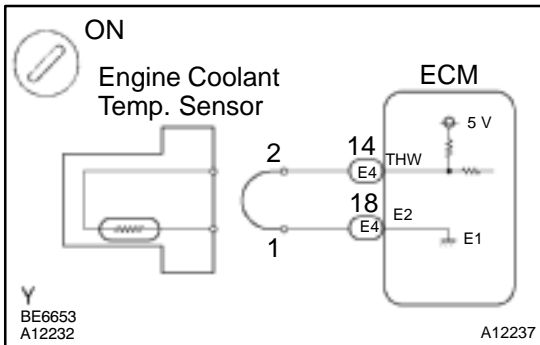 ON
Engine Coolant
Temp. Sensor
ECM
5 V
2
14
THW
E4
18
E2
E4
1
E1
Y
BE6653
A12232
A12237